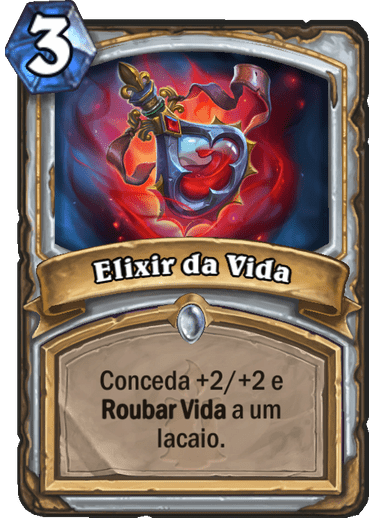 3
Elixir da Vida
Conceda +2/+2 e
Roubar Vida a um
lacaio.